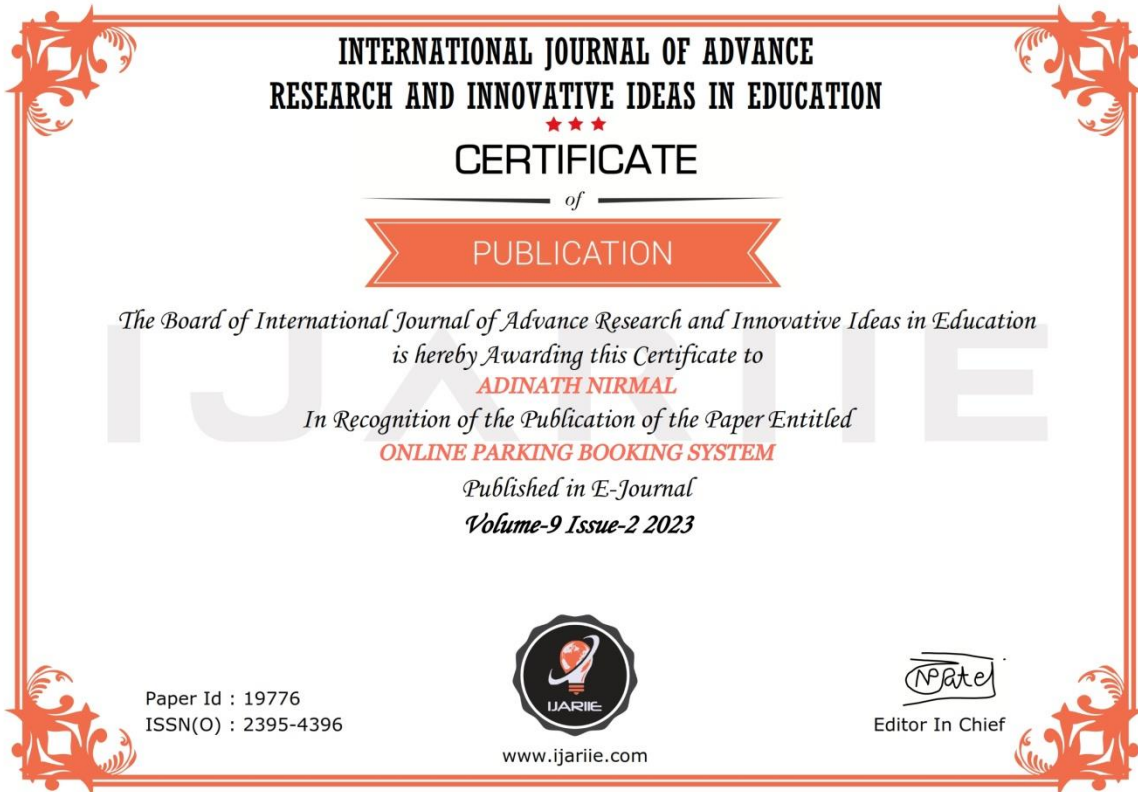 INTERNATIONAL JOURNAL OF ADVANCE
RESEARCH AND INNOVATIVE IDEAS IN EDUCATION
CERTIFICATE
of
PUBLICATION
IJARIIE
The Board of International Journal of Advance Research and Innovative Ideas in Education
is hereby Awarding this Certificate to
ADINATH NIRMAL
In Recognition of the Publication of the Paper Entitled
ONLINE PARKING BOOKING SYSTEM
Published in E-Journal
Volume-9 Issue-2 2023
Paper Id : 19776
ISSN(O) : 2395-4396
IJARIIE
www.ijariie.com
NPatel
Editor In Chief